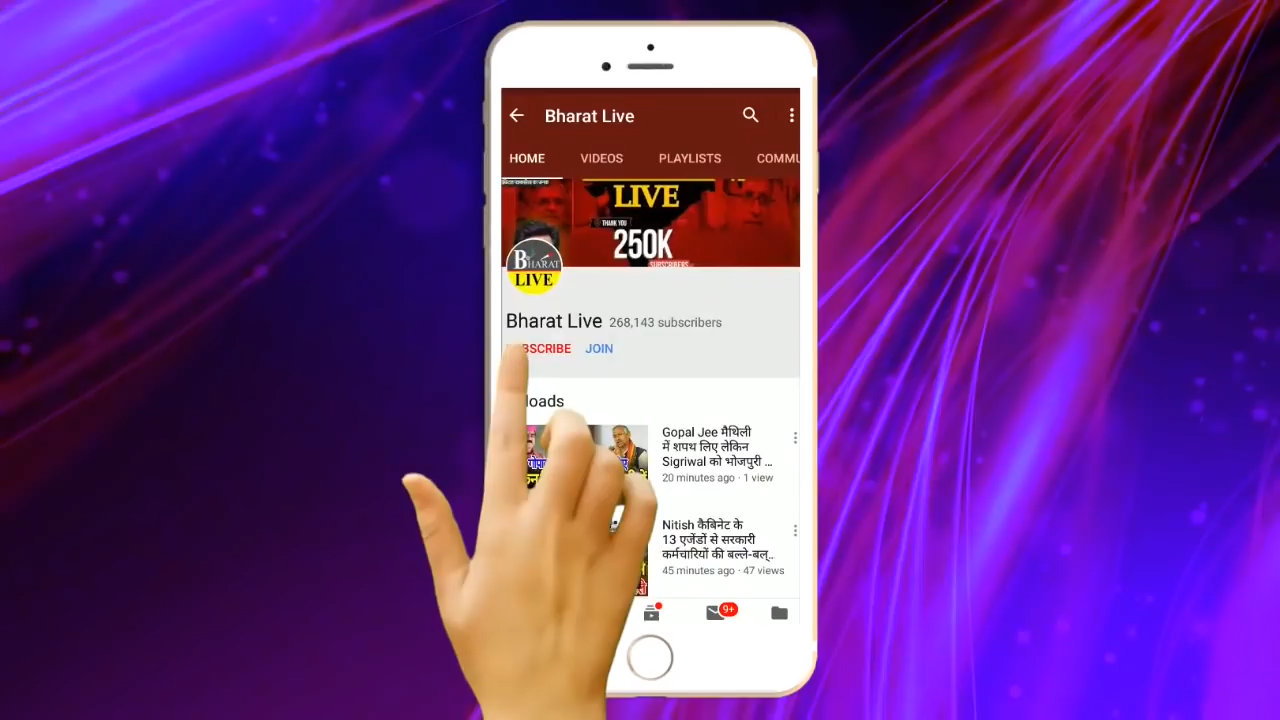 Bharat Live
HOME VIDEOS PLAYLISTS COMMU
LIVE
THANK YOU
250K
SUBSCRIBERS
BHARAT
LIVE
Bharat Live 268,143 subscribers
BSCRIBE JOIN
loads
Gopal Jee मैथिली
में शपथ लिए लेकिन
Sigriwal को भोजपुरी ...
20 minutes ago · 1 view
Nitish कैबिनेट के
13 एजेंडों से सरकारी
कर्मचारियों की बल्ले-बल्..
45 minutes ago · 47 views
9+